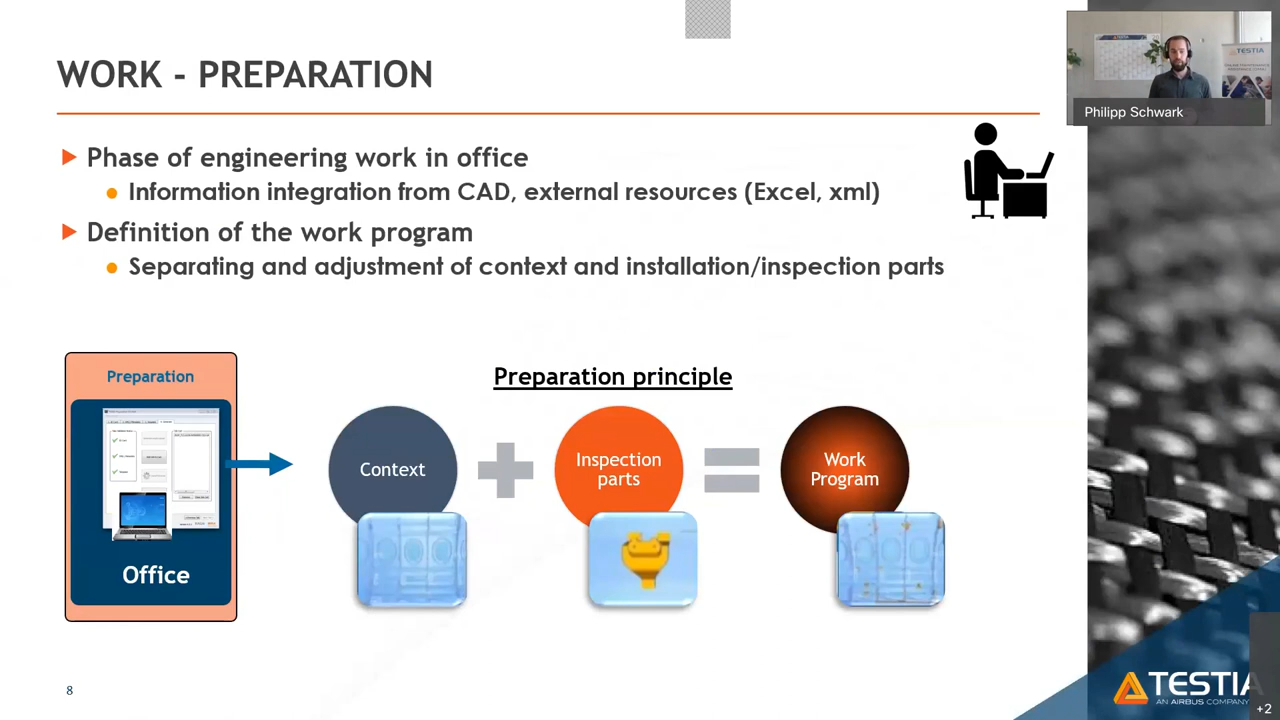 WORK - PREPARATION
Philipp Schwark
Phase of engineering work in office
Information integration from CAD, external resources (Excel, xml)
Definition of the work program
Separating and adjustment of context and installation/inspection parts
Preparation
Office
Preparation principle
Context
Inspection
parts
Work
Program
8
TESTIA
AN AIRBUS COMPANY
+2
TESTIA